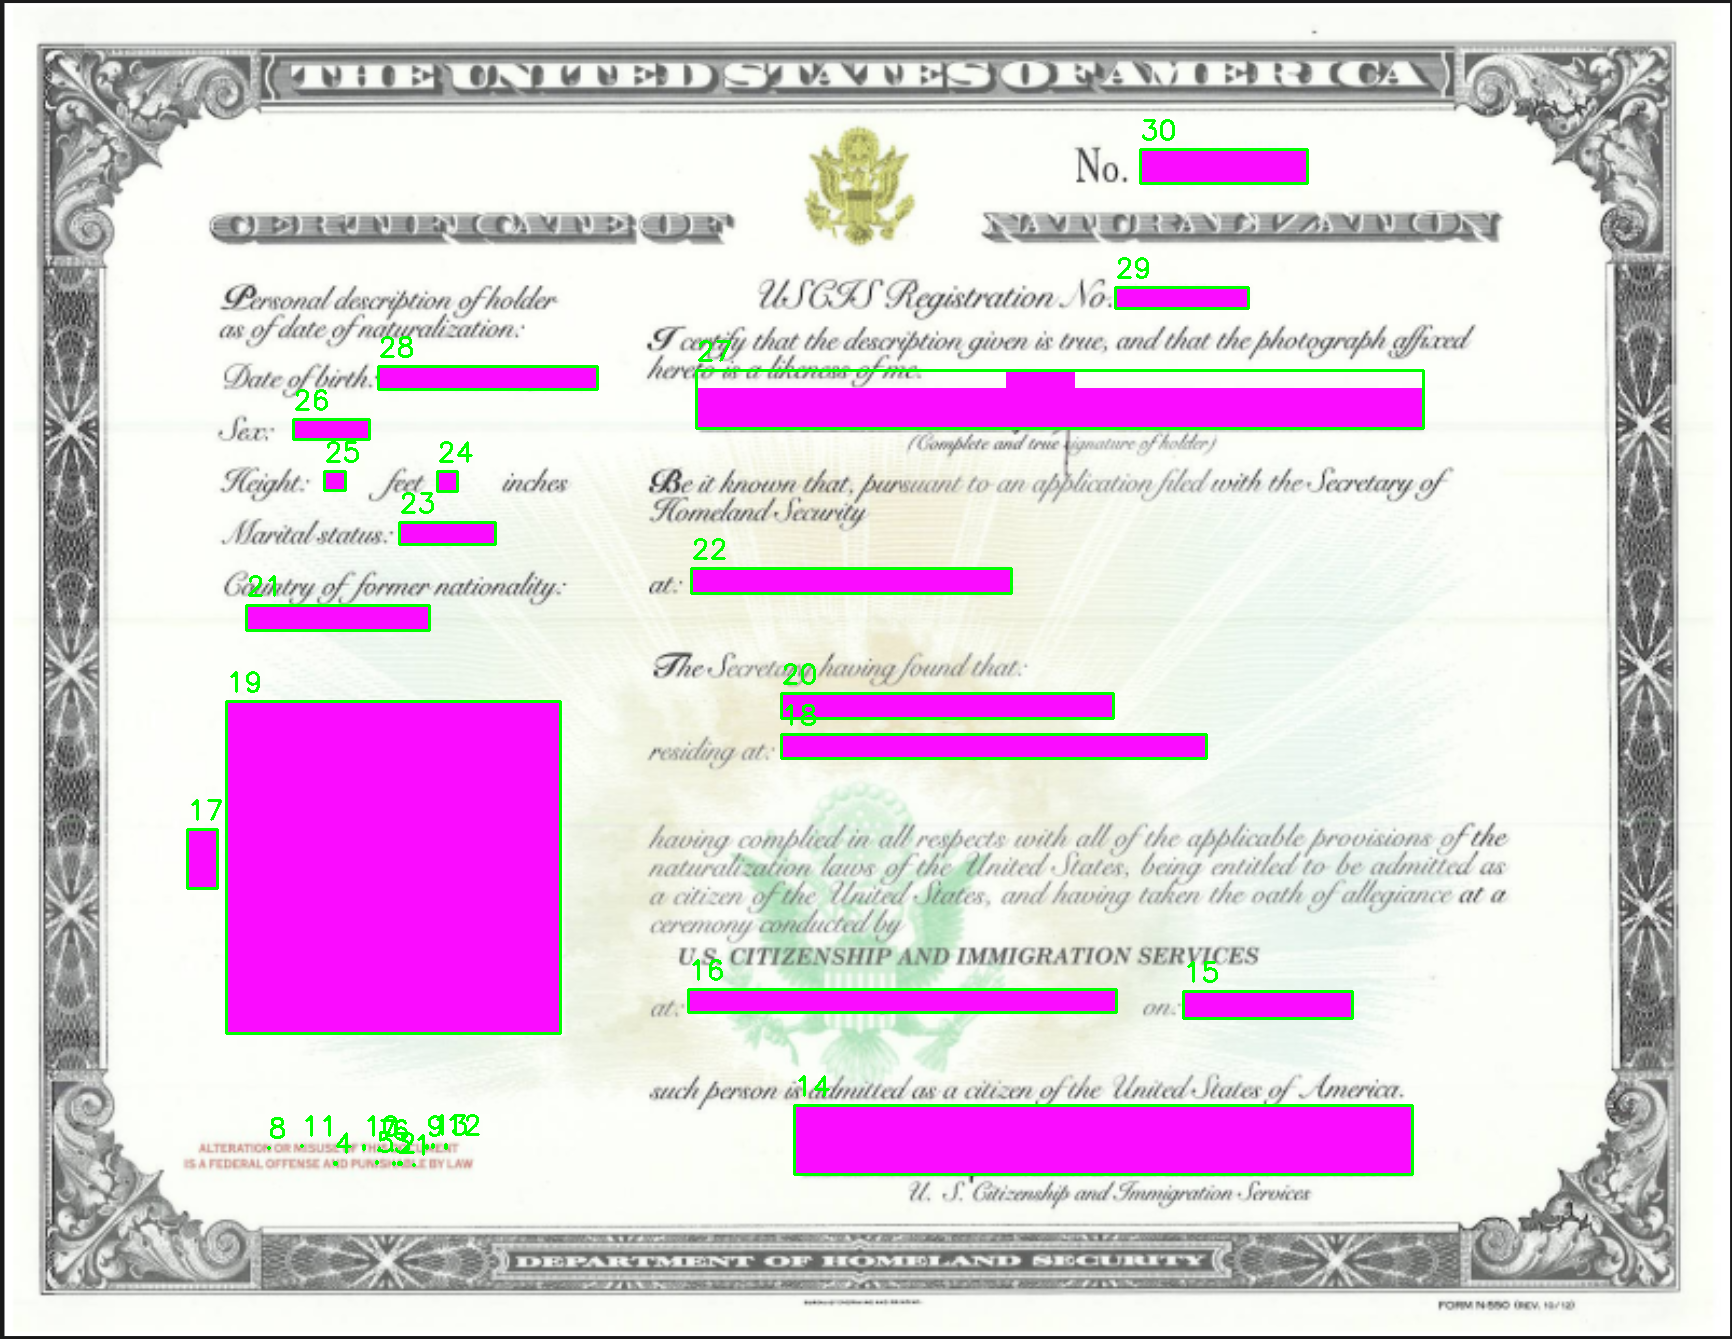 THE UNITED STATES OF AMERICA
30
No.
CERTIFICATE OF NATURALIZATION
29
Personal description of holder
as of date of naturalization:
USCIS Registration No.
I certify that the description given is true, and that the photograph affixed
hereto is a likeness of me.
28
27
Date of birth:
26
Sex:
(Complete and true signature of holder)
25
24
Height: feet inches
Be it known that, pursuant to an application filed with the Secretary of
Homeland Security
23
Marital status:
22
Country of former nationality:
21
at:
The Secretary having found that:
20
19
18
residing at:
17
having complied in all respects with all of the applicable provisions of the
naturalization laws of the United States, being entitled to be admitted as
a citizen of the United States, and having taken the oath of allegiance at a
ceremony conducted by
U.S. CITIZENSHIP AND IMMIGRATION SERVICES
16
15
at: on:
such person is admitted as a citizen of the United States of America.
14
8
11
4
ALTERATION OR MISUSE OF THIS DOCUMENT
IS A FEDERAL OFFENSE AND PUNISHABLE BY LAW
U. S. Citizenship and Immigration Services
DEPARTMENT OF HOMELAND SECURITY
FORM N-550 (REV. 10/12)